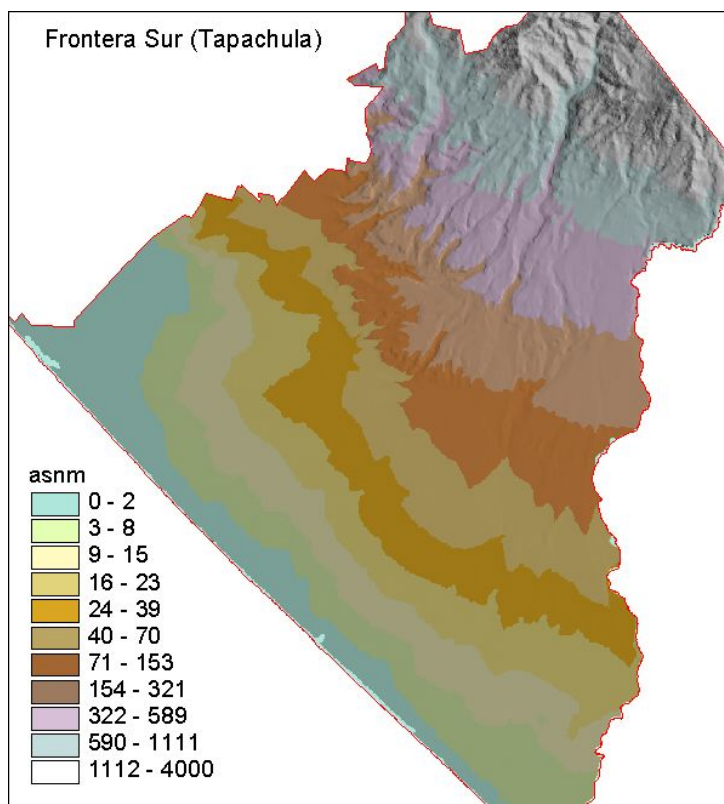 Frontera Sur (Tapachula)
asnm
0 - 2
3 - 8
9 - 15
16 - 23
24 - 39
40 - 70
71 - 153
154 - 321
322 - 589
590 - 1111
1112 - 4000